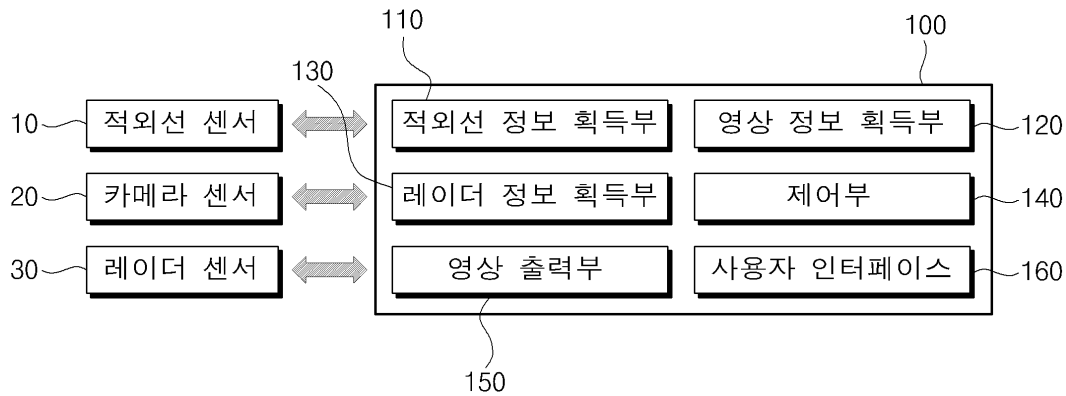 110
100
130
10
적외선 센서
적외선 정보 획득부
영상 정보 획득부
120
20
카메라 센서
레이더 정보 획득부
제어부
140
30
레이더 센서
영상 출력부
사용자 인터페이스
160
150